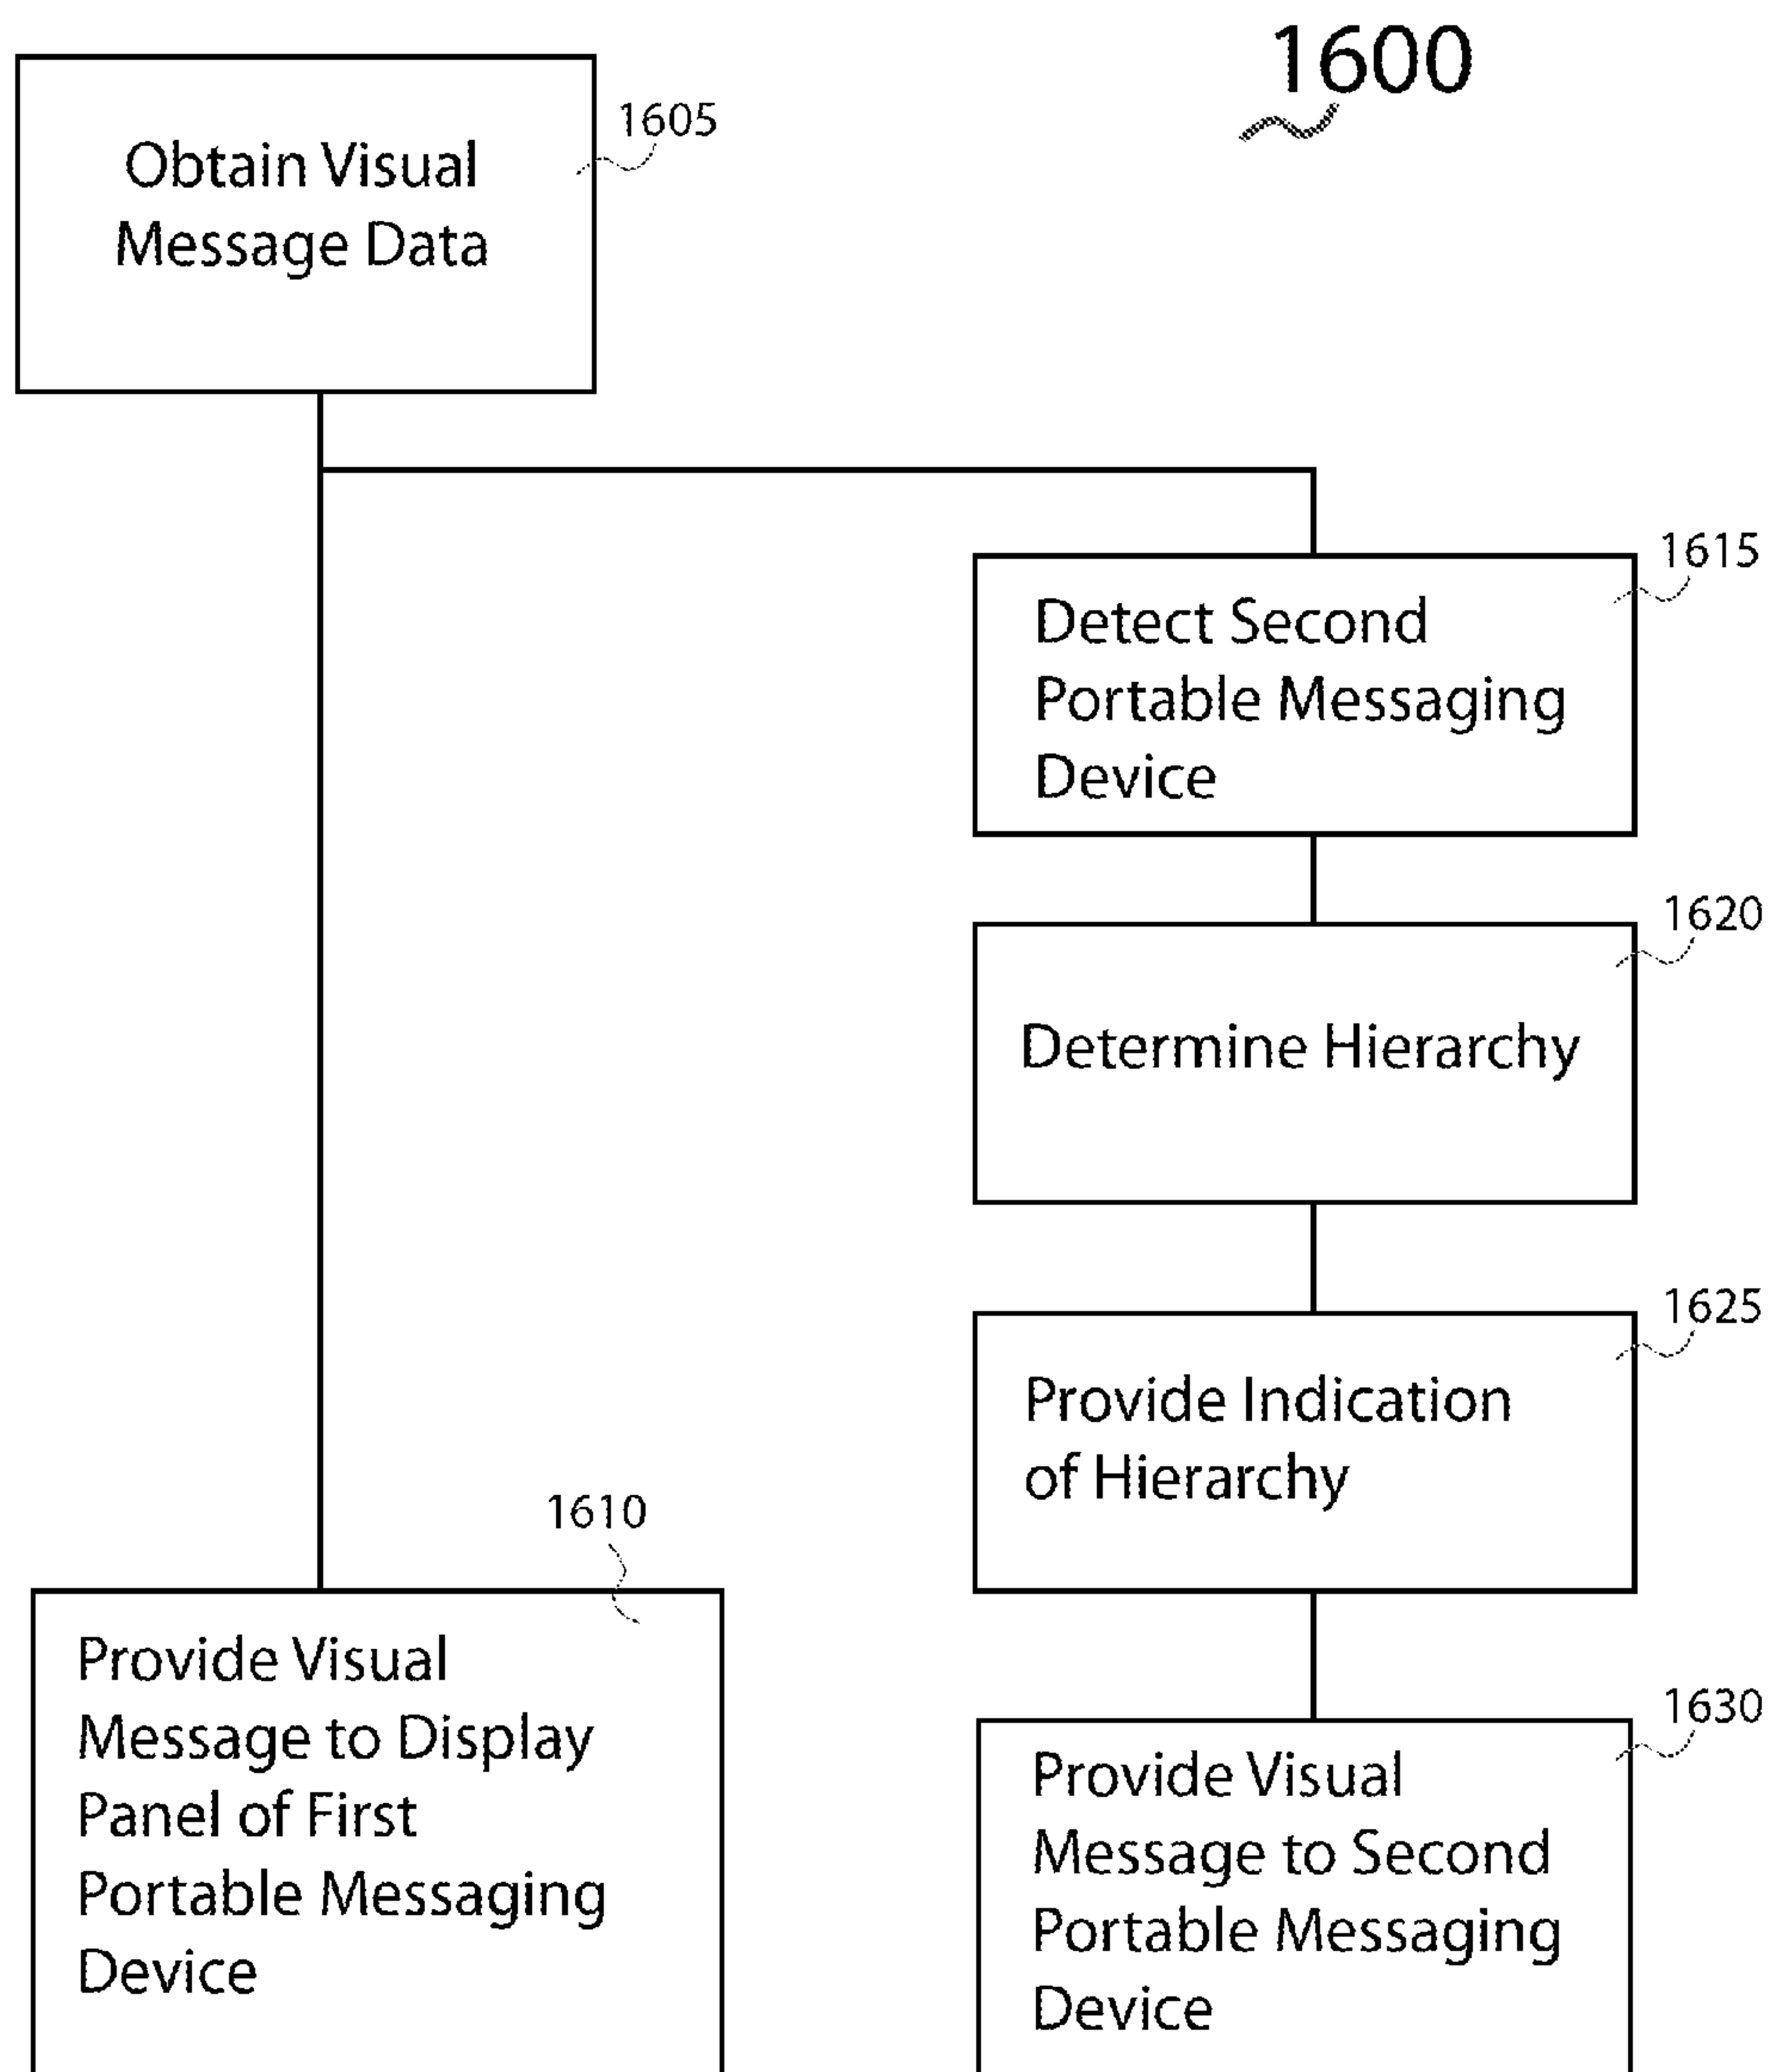 1600
Obtain Visual
Message Data
1605
1615
Detect Second
Portable Messaging
Device
1620
Determine Hierarchy
1625
Provide Indication
of Hierarchy
1610
Provide Visual
Message to Display
Panel of First
Portable Messaging
Device
1630
Provide Visual
Message to Second
Portable Messaging
Device